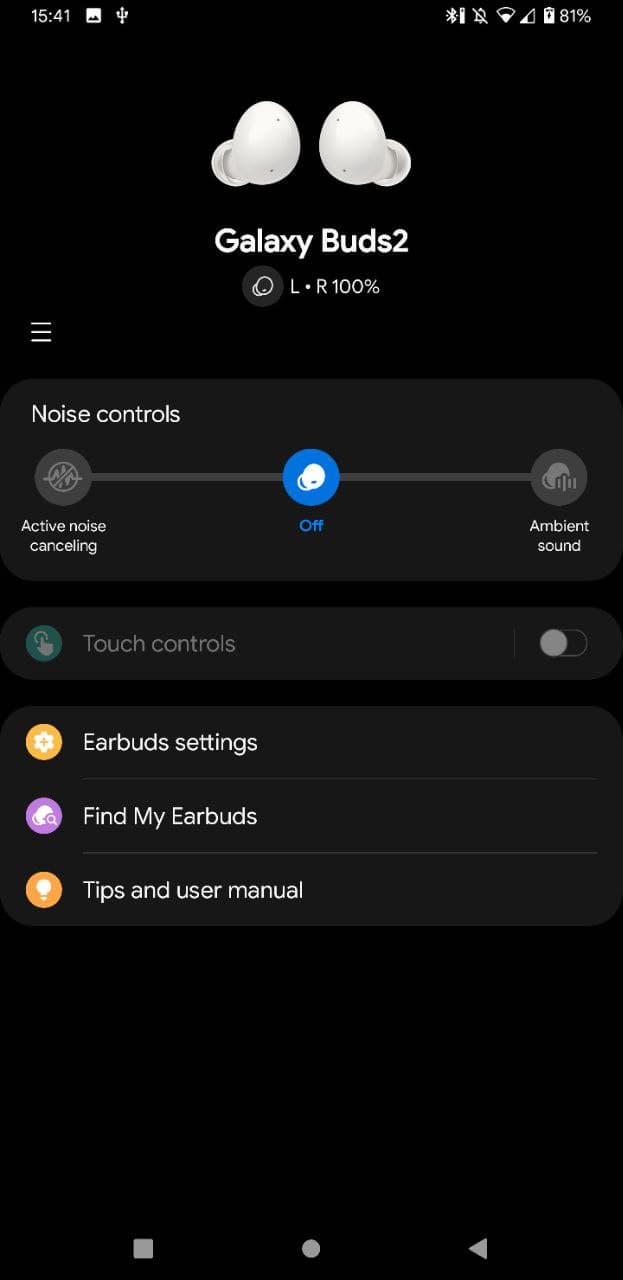 15:41 81%
Galaxy Buds2
L • R 100%
Noise controls
Active noise canceling
Off
Ambient sound
Touch controls
Earbuds settings
Find My Earbuds
Tips and user manual